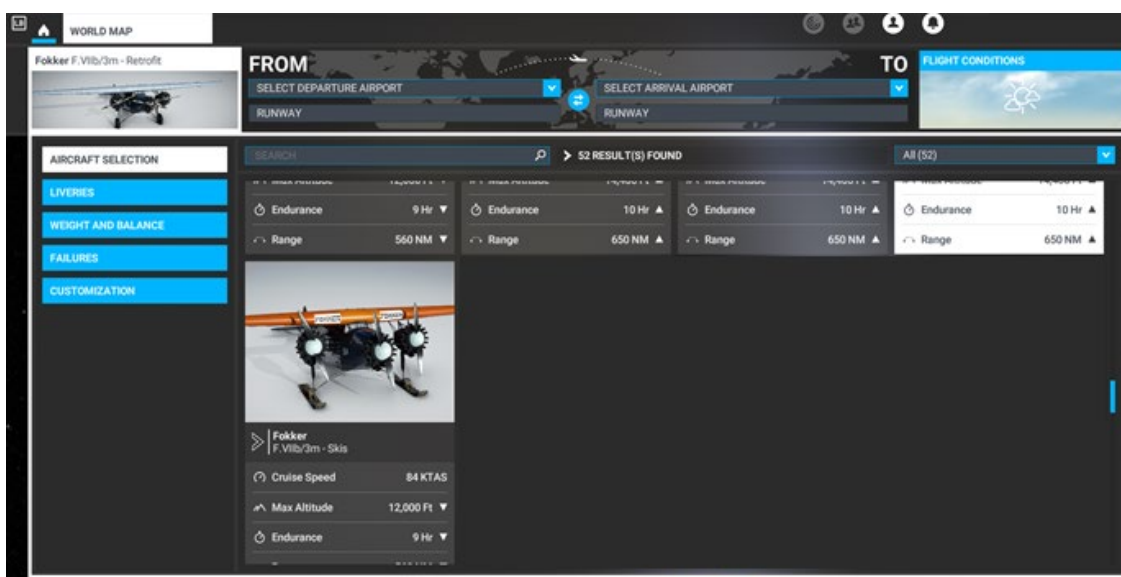 WORLD MAP
Fokker F.VIIb/3m - Retrofit
FROM
TO
FLIGHT CONDITIONS
SELECT DEPARTURE AIRPORT
SELECT ARRIVAL AIRPORT
RUNWAY
RUNWAY
AIRCRAFT SELECTION
SEARCH
52 RESULT(S) FOUND
All (52)
LIVERIES
WEIGHT AND BALANCE
FAILURES
CUSTOMIZATION
Endurance 9 Hr ▼
Endurance 10 Hr ▲
Endurance 10 Hr ▲
Endurance 10 Hr ▲
Range 560 NM ▼
Range 650 NM ▲
Range 650 NM ▲
Range 650 NM ▲
FOKKER
Fokker
F.VIIb/3m - Skis
Cruise Speed 84 KTAS
Max Altitude 12,000 Ft ▼
Endurance 9 Hr ▼